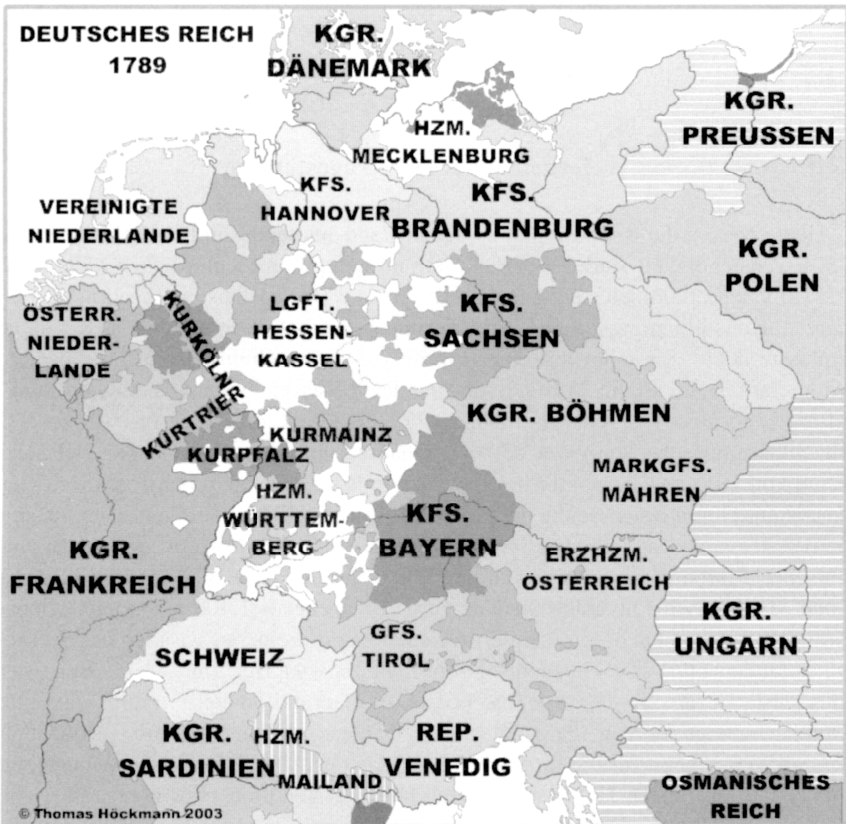 DEUTSCHES REICH
1789
KGR.
DÄNEMARK
HZM.
MECKLENBURG
KGR.
PREUSSEN
KFS.
HANNOVER
KFS.
BRANDENBURG
VEREINIGTE
NIEDERLANDE
KGR.
POLEN
ÖSTERR.
NIEDER-
LANDE
KURKÖLN
LGFT.
HESSEN-
KASSEL
KFS.
SACHSEN
KURTRIER
KURMAINZ
KURPFALZ
KGR. BÖHMEN
MARKGFS.
MÄHREN
HZM.
WÜRTTEM-
BERG
KFS.
BAYERN
KGR.
FRANKREICH
ERZHZM.
ÖSTERREICH
KGR.
UNGARN
SCHWEIZ
GFS.
TIROL
KGR.
SARDINIEN
HZM.
MAILAND
REP.
VENEDIG
OSMANISCHES
REICH
© Thomas Höckmann 2003